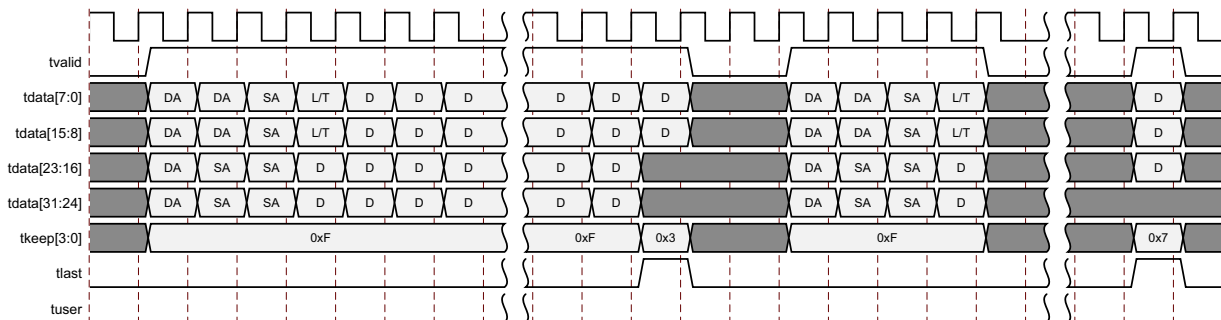 tvalid
tdata[7:0] DA DA SA L/T D D D D D D DA DA SA L/T D
tdata[15:8] DA DA SA L/T D D D D D D DA DA SA L/T D
tdata[23:16] DA SA SA D D D D D D DA SA SA D D
tdata[31:24] DA SA SA D D D D D D DA SA SA D
tkeep[3:0] 0xF 0xF 0x3 0xF 0x7
tlast
tuser